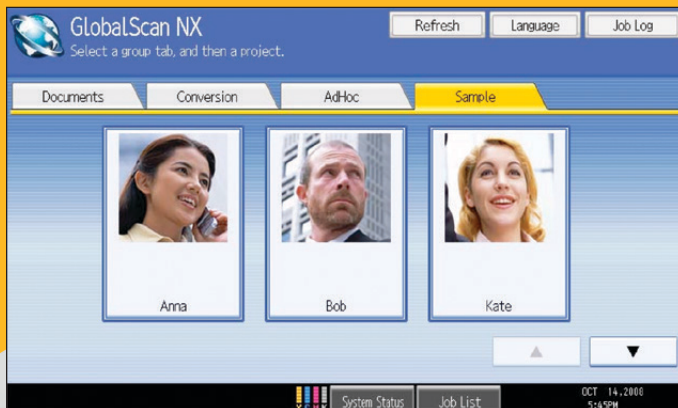 GlobalScan NX
Select a group tab, and then a project.
Refresh Language Job Log
Documents Conversion AdHoc Sample
Anna Bob Kate
Y C M K
System Status Job List
OCT 14,2008
5:45PM